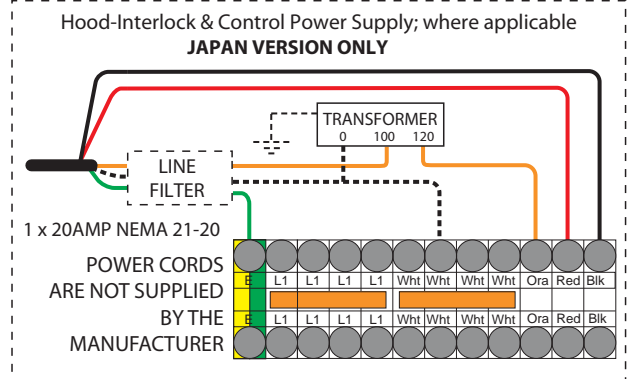 Hood-Interlock & Control Power Supply; where applicable
JAPAN VERSION ONLY
TRANSFORMER
0 100 120
LINE
FILTER
1 x 20AMP NEMA 21-20
POWER CORDS
ARE NOT SUPPLIED
BY THE
MANUFACTURER
E L1 L1 L1 L1 Wht Wht Wht Wht Ora Red Blk
E L1 L1 L1 L1 Wht Wht Wht Wht Ora Red Blk